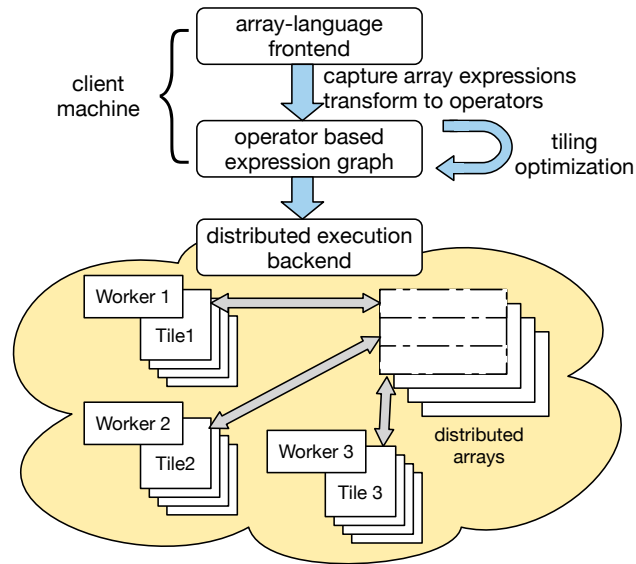 array-language
frontend
client
machine
capture array expressions
transform to operators
operator based
expression graph
tiling
optimization
distributed execution
backend
Worker 1
Tile1
Worker 2
Tile2
Worker 3
Tile 3
distributed
arrays